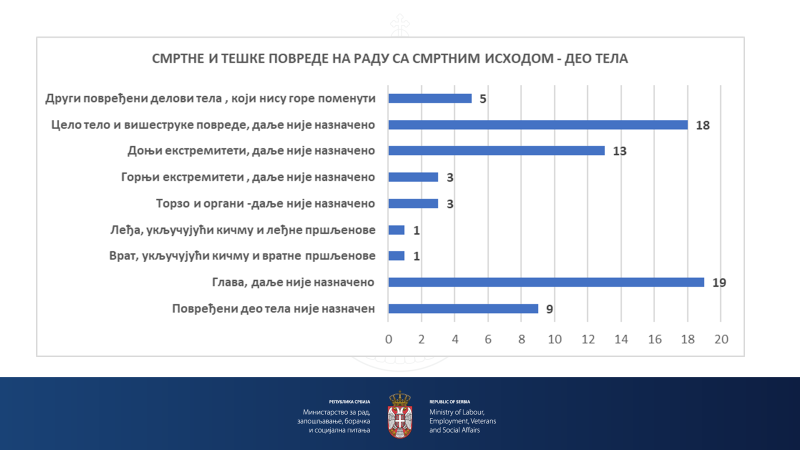 СМРТНЕ И ТЕШКЕ ПОВРЕДЕ НА РАДУ СА СМРТНИМ ИСХОДОМ - ДЕО ТЕЛА
Други повређени делови тела , који нису горе поменути 5
Цело тело и вишеструке повреде, даље није назначено 18
Доњи екстремитети, даље није назначено 13
Горњи екстремитети , даље није назначено 3
Торзо и органи -даље није назначено 3
Леђа, укључујући кичму и леђне пршљенове 1
Врат, укључујући кичму и вратне пршљенове 1
Глава, даље није назначено 19
Повређени део тела није назначен 9
0 2 4 6 8 10 12 14 16 18 20
РЕПУБЛИКА СРБИЈА
Министарство за рад,
запошљавање, борачка
и социјална питања
REPUBLIC OF SERBIA
Ministry of Labour,
Employment, Veterans
and Social Affairs